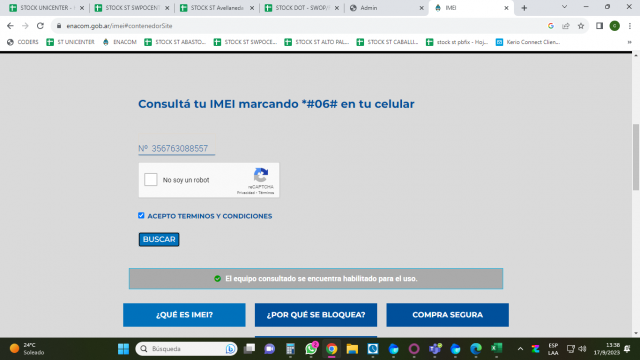 STOCK UNICENTER -
STOCK ST SWPOCEN
STOCK ST Avellaneda
STOCK DOT - SWOP
Admin
IMEI
enacom.gob.ar/imei#contenedorSite
CODERS
ST UNICENTER
ENACOM
STOCK ST ABASTO...
STOCK ST SWPOCE...
STOCK ST ALTO PAL...
STOCK ST CABALLI...
stock st pbfix - Hoj...
Kerio Connect Clien...
Consultá tu IMEI marcando *#06# en tu celular
Nº 356763088557
No soy un robot
reCAPTCHA
Privacidad - Términos
ACEPTO TERMINOS Y CONDICIONES
BUSCAR
El equipo consultado se encuentra habilitado para el uso.
¿QUÉ ES IMEI?
¿POR QUÉ SE BLOQUEA?
COMPRA SEGURA
24°C
Soleado
Búsqueda
ESP
LAA
13:36
17/9/2023